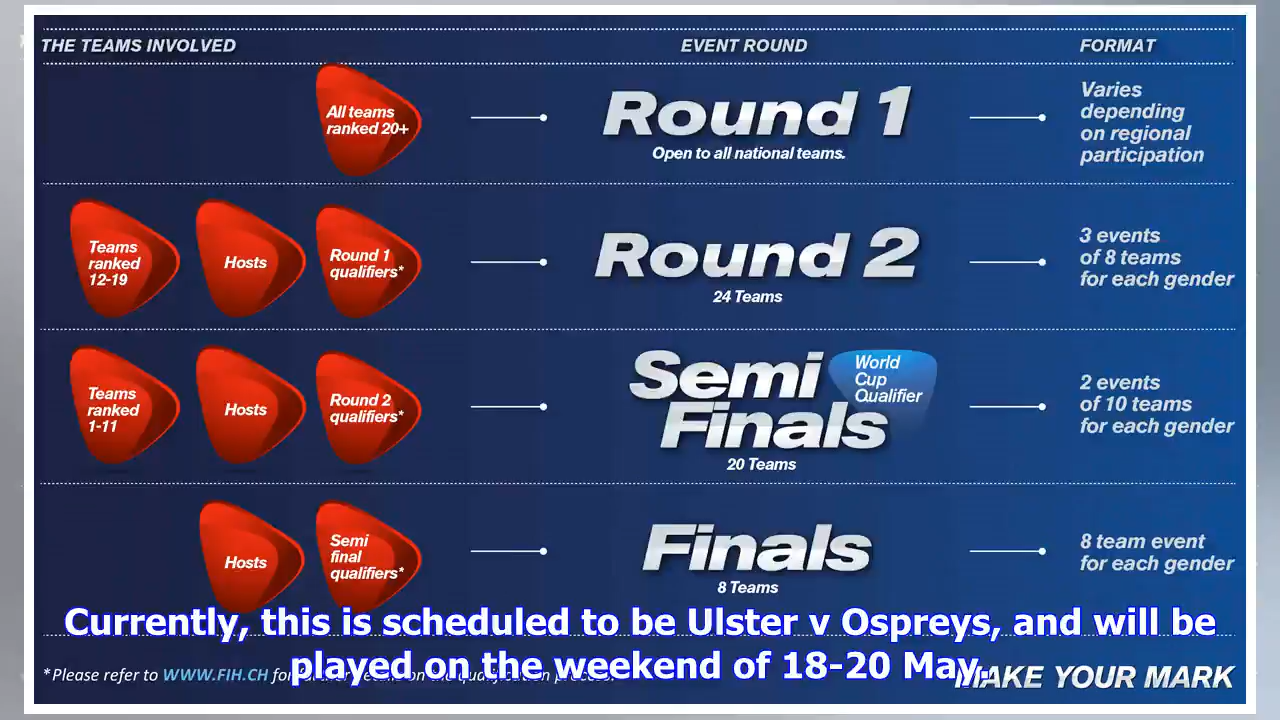 THE TEAMS INVOLVED
EVENT ROUND
FORMAT
All teams
ranked 20+
Round 1
Open to all national teams.
Varies
depending
on regional
participation
Teams
ranked
12-19
Hosts
Round 1
qualifiers*
Round 2
24 Teams
3 events
of 8 teams
for each gender
Teams
ranked
1-11
Hosts
Round 2
qualifiers*
Semi
Finals
World
Cup
Qualifier
20 Teams
2 events
of 10 teams
for each gender
Hosts
Semi
final
qualifiers*
Finals
8 Teams
8 team event
for each gender
Currently, this is scheduled to be Ulster v Ospreys, and will be
played on the weekend of 18-20 May.
*Please refer to WWW.FIH.CH for
MAKE YOUR MARK